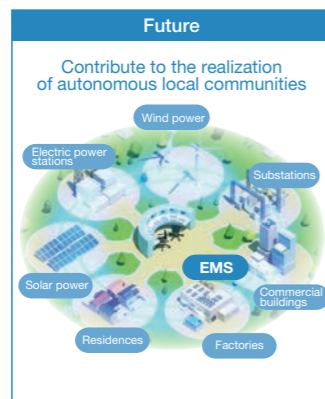 Future
Contribute to the realization
of autonomous local communities
Wind power
Electric power
stations
Substations
EMS
Solar power
Commercial
buildings
Residences
Factories